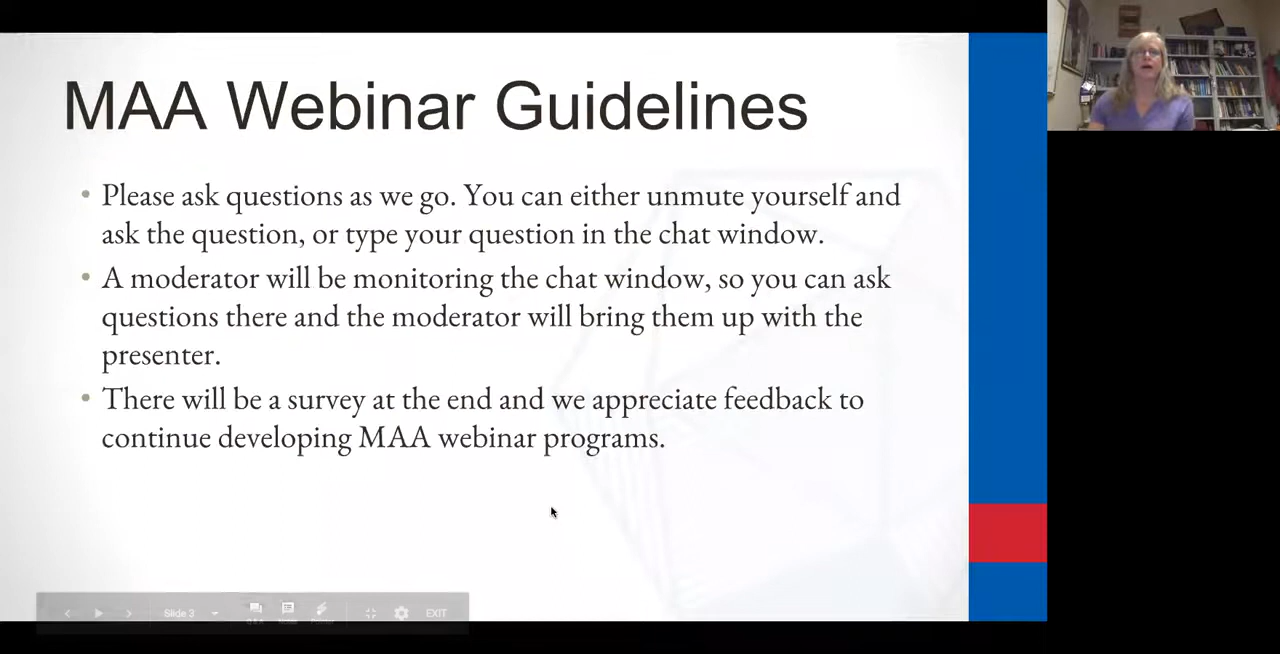 MAA Webinar Guidelines
• Please ask questions as we go. You can either unmute yourself and
ask the question, or type your question in the chat window.
• A moderator will be monitoring the chat window, so you can ask
questions there and the moderator will bring them up with the
presenter.
• There will be a survey at the end and we appreciate feedback to
continue developing MAA webinar programs.
Slide 3
EXIT